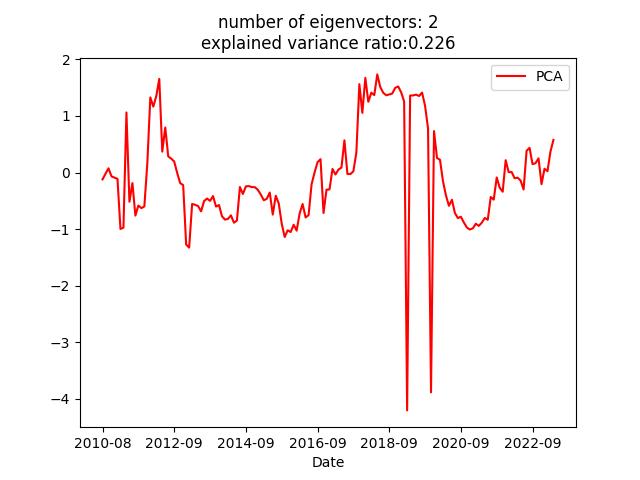 number of eigenvectors: 2
explained variance ratio:0.226
PCA
2
1
0
−1
−2
−3
−4
2010-08 2012-09 2014-09 2016-09 2018-09 2020-09 2022-09
Date